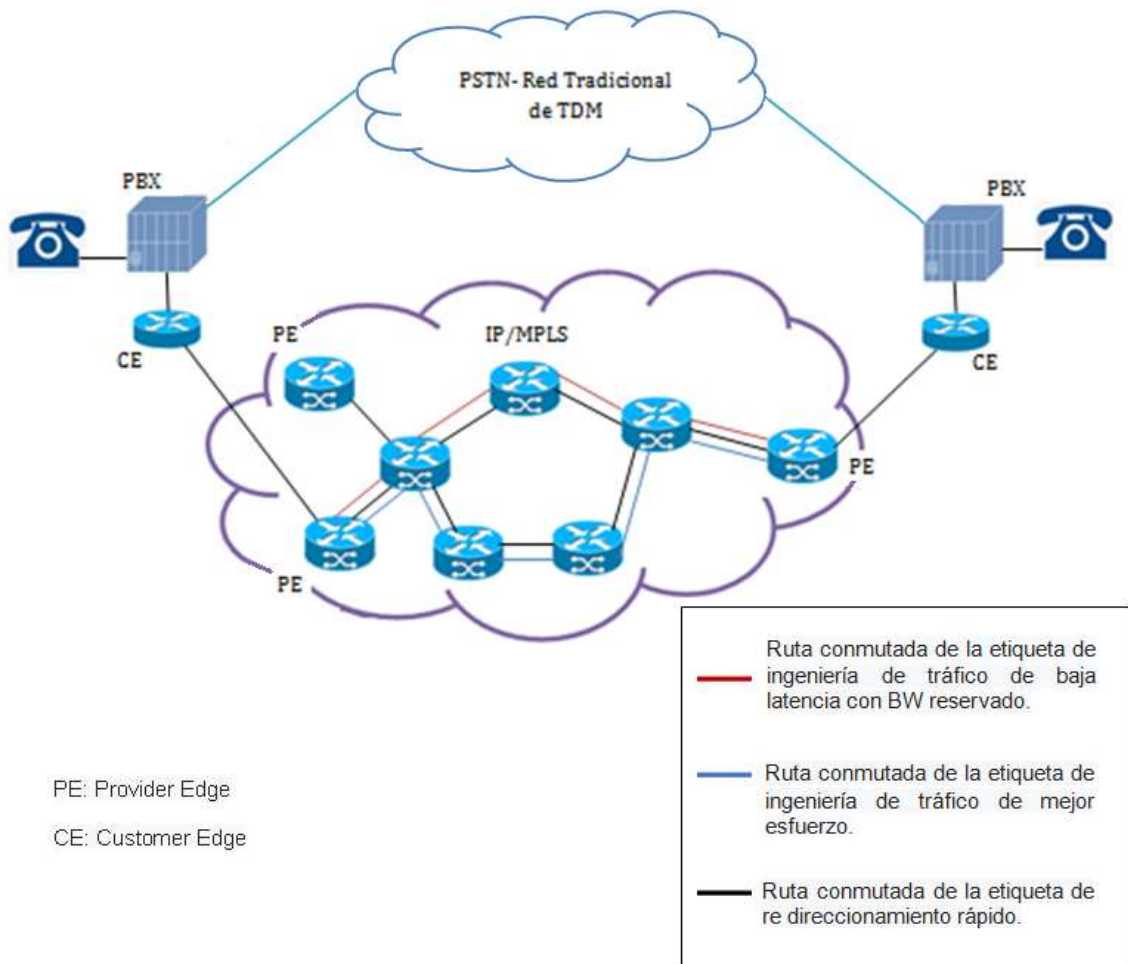 PSTN- Red Tradicional
de TDM
PBX
PBX
PE
IP/MPLS
CE
CE
PE
PE
Ruta conmutada de la etiqueta de
ingeniería de tráfico de baja
latencia con BW reservado.
PE: Provider Edge
Ruta conmutada de la etiqueta de
ingeniería de tráfico de mejor
esfuerzo.
CE: Customer Edge
Ruta conmutada de la etiqueta de
re direccionamiento rápido.